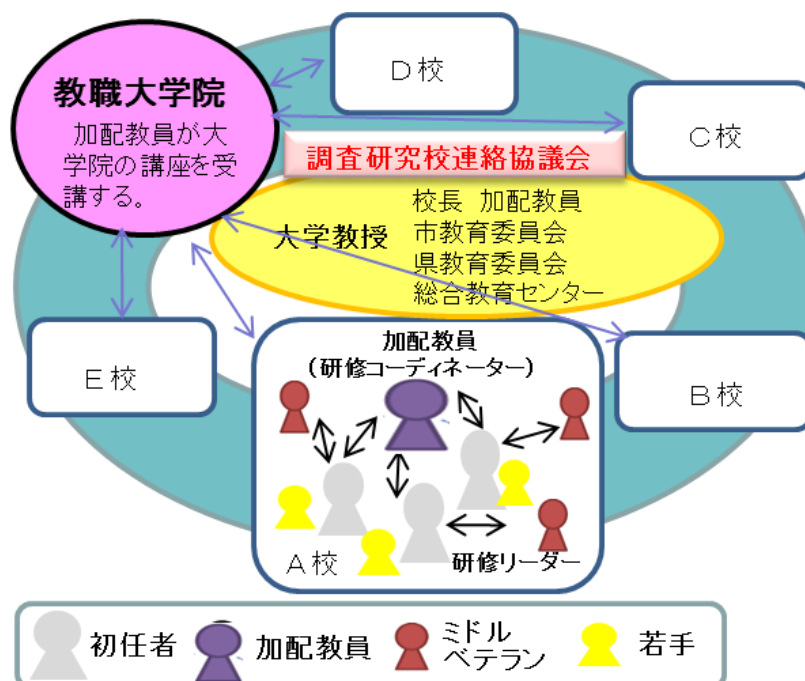 教職大学院
加配教員が大
学院の講座を受
講する。
D校
C校
調査研究校連絡協議会
大学教授
校長 加配教員
市教育委員会
県教育委員会
総合教育センター
E校
B校
加配教員
(研修コーディネーター)
A校
研修リーダー
初任者
加配教員
ミドル
ベテラン
若手